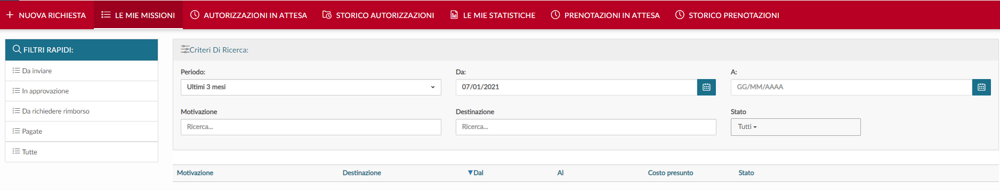 NUOVA RICHIESTA LE MIE MISSIONI AUTORIZZAZIONI IN ATTESA STORICO AUTORIZZAZIONI LE MIE STATISTICHE PRENOTAZIONI IN ATTESA STORICO PRENOTAZIONI
FILTRI RAPIDI:
Da inviare
In approvazione
Da richiedere rimborso
Pagate
Tutte
Criteri Di Ricerca:
Periodo: Da: A:
Ultimi 3 mesi 07/01/2021 GG/MM/AAAA
Motivazione Destinazione Stato
Ricerca... Ricerca... Tutti
Motivazione Destinazione Dal Al Costo presunto Stato